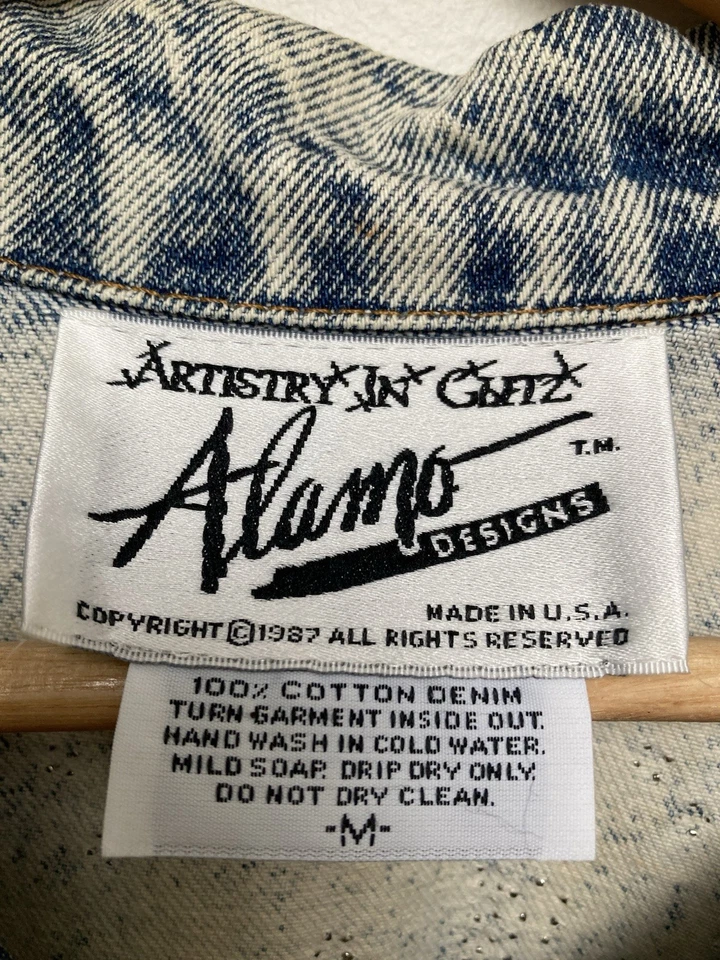 ARTISTRY IN GLITZ
Alamo
T.M.
DESIGNS
MADE IN U.S.A.
COPYRIGHT ©1987 ALL RIGHTS RESERVED
100% COTTON DENIM
TURN GARMENT INSIDE OUT.
HAND WASH IN COLD WATER.
MILD SOAP. DRIP DRY ONLY.
DO NOT DRY CLEAN.
-M-